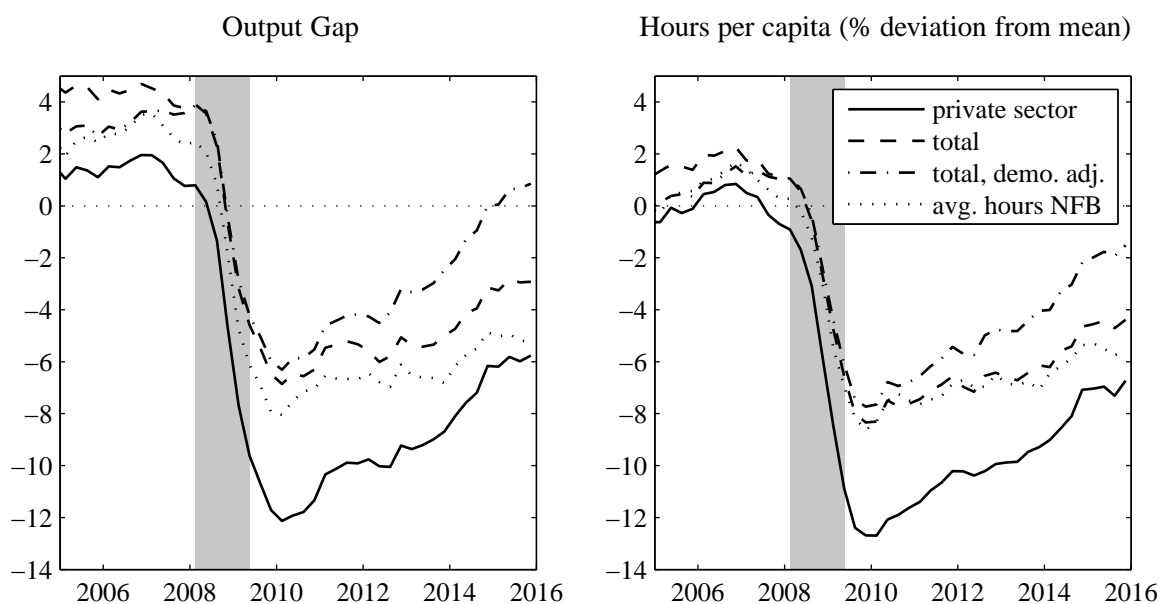 Output Gap
4
2
0
−2
−4
−6
−8
−10
−12
−14
2006 2008 2010 2012 2014 2016
Hours per capita (% deviation from mean)
4
2
0
−2
−4
−6
−8
−10
−12
−14
2006 2008 2010 2012 2014 2016
private sector
total
total, demo. adj.
avg. hours NFB